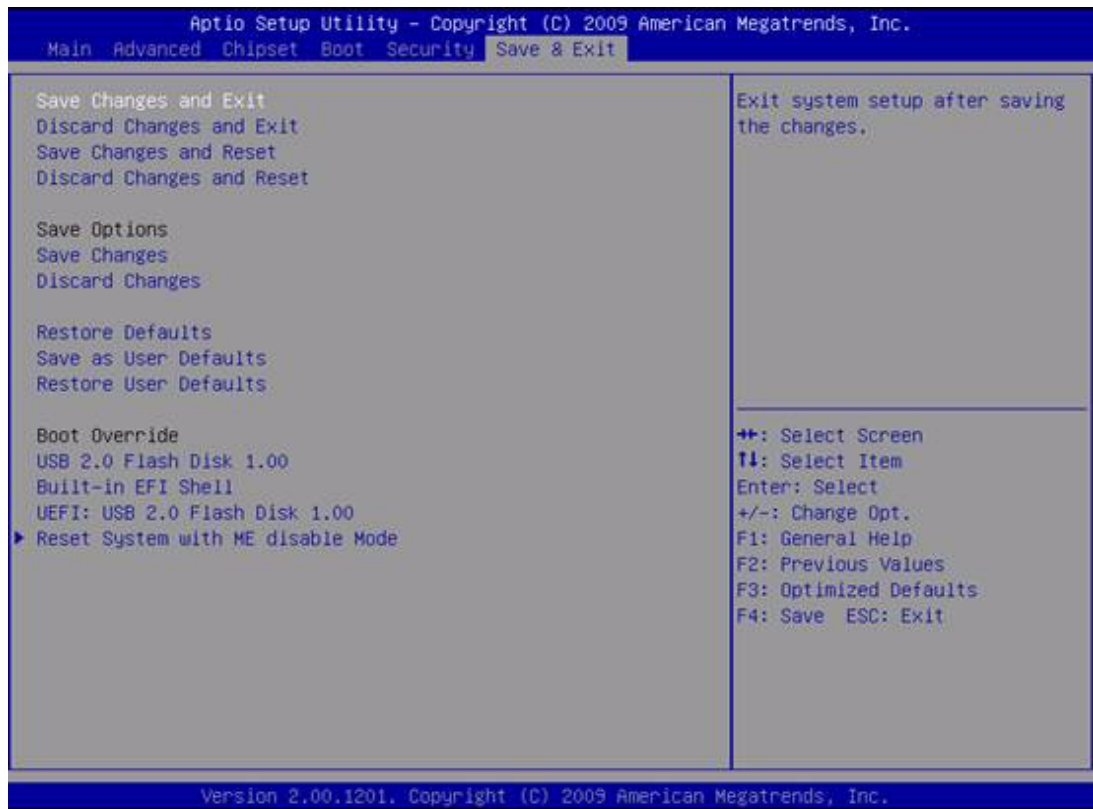 Aptio Setup Utility – Copyright (C) 2009 American Megatrends, Inc.
Main Advanced Chipset Boot Security Save & Exit
Save Changes and Exit
Discard Changes and Exit
Save Changes and Reset
Discard Changes and Reset
Save Options
Save Changes
Discard Changes
Restore Defaults
Save as User Defaults
Restore User Defaults
Boot Override
USB 2.0 Flash Disk 1.00
Built-in EFI Shell
UEFI: USB 2.0 Flash Disk 1.00
Reset System with ME disable Mode
Exit system setup after saving
the changes.
→←: Select Screen
↑↓: Select Item
Enter: Select
+/-: Change Opt.
F1: General Help
F2: Previous Values
F3: Optimized Defaults
F4: Save ESC: Exit
Version 2.00.1201. Copyright (C) 2009 American Megatrends, Inc.